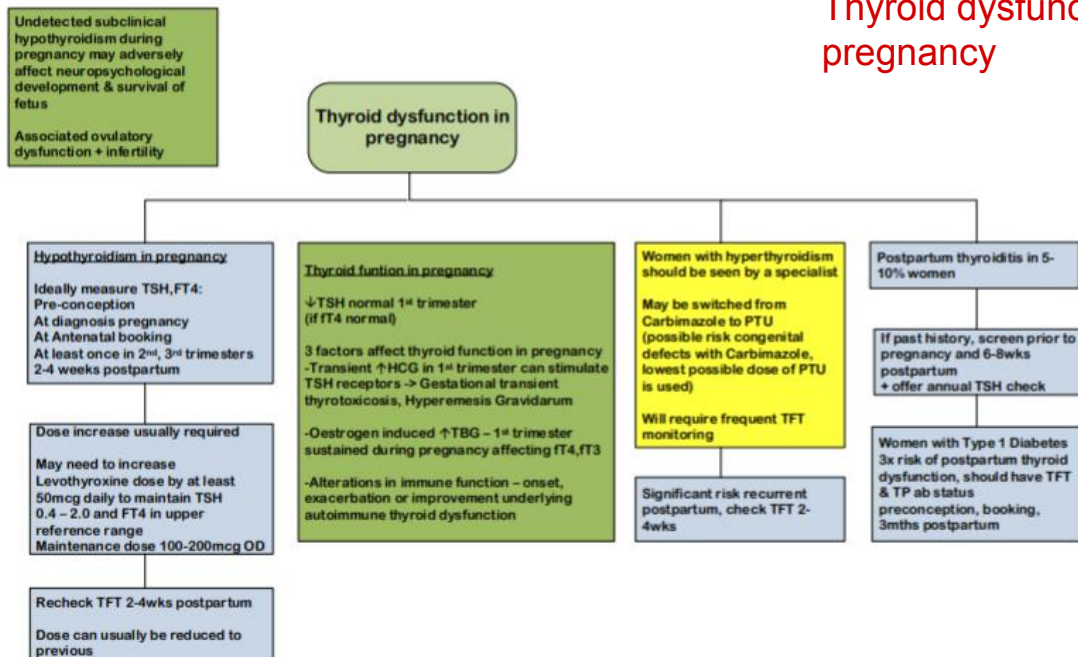 Thyroid dysfunc
pregnancy
Undetected subclinical
hypothyroidism during
pregnancy may adversely
affect neuropsychological
development & survival of
fetus
Associated ovulatory
dysfunction + infertility
Thyroid dysfunction in
pregnancy
Hypothyroidism in pregnancy
Ideally measure TSH,FT4:
Pre-conception
At diagnosis pregnancy
At Antenatal booking
At least once in 2nd, 3rd trimesters
2-4 weeks postpartum
Dose increase usually required
May need to increase
Levothyroxine dose by at least
50mcg daily to maintain TSH
0.4 – 2.0 and FT4 in upper
reference range
Maintenance dose 100-200mcg OD
Recheck TFT 2-4wks postpartum
Dose can usually be reduced to
previous
Thyroid funtion in pregnancy
↓TSH normal 1st trimester
(if fT4 normal)
3 factors affect thyroid function in pregnancy
-Transient ↑HCG in 1st trimester can stimulate
TSH receptors -> Gestational transient
thyrotoxicosis, Hyperemesis Gravidarum
-Oestrogen induced ↑TBG – 1st trimester
sustained during pregnancy affecting fT4,fT3
-Alterations in immune function – onset,
exacerbation or improvement underlying
autoimmune thyroid dysfunction
Women with hyperthyroidism
should be seen by a specialist
May be switched from
Carbimazole to PTU
(possible risk congenital
defects with Carbimazole,
lowest possible dose of PTU
is used)
Will require frequent TFT
monitoring
Significant risk recurrent
postpartum, check TFT 2-
4wks
Postpartum thyroiditis in 5-
10% women
If past history, screen prior to
pregnancy and 6-8wks
postpartum
+ offer annual TSH check
Women with Type 1 Diabetes
3x risk of postpartum thyroid
dysfunction, should have TFT
& TP ab status
preconception, booking,
3mths postpartum